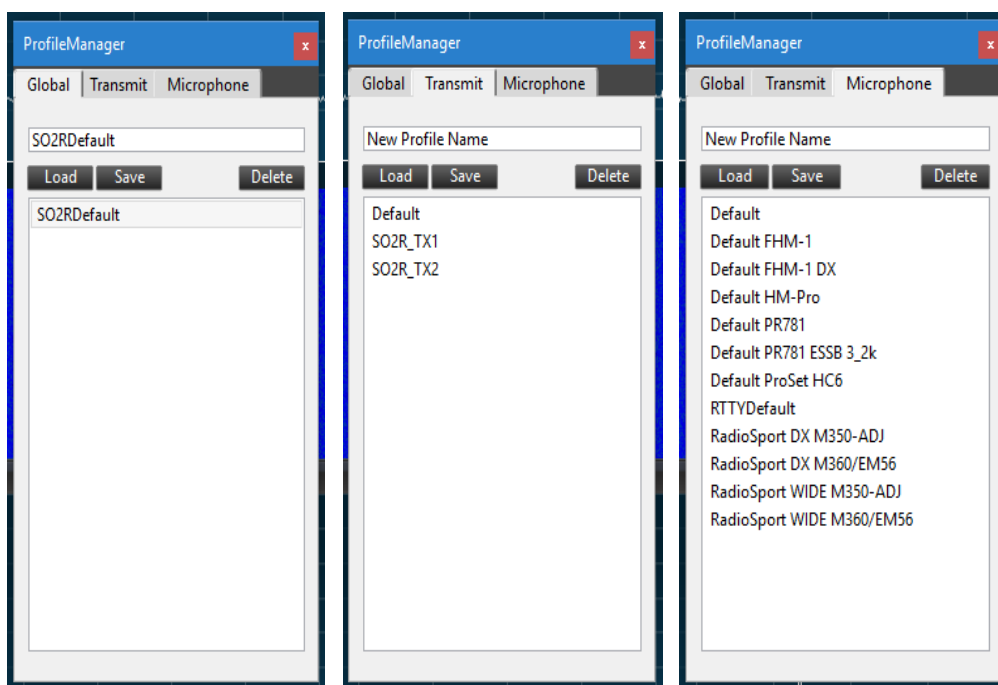 ProfileManager x
Global Transmit Microphone
SO2RDefault
Load Save Delete
SO2RDefault
ProfileManager x
Global Transmit Microphone
New Profile Name
Load Save Delete
Default
SO2R_TX1
SO2R_TX2
ProfileManager x
Global Transmit Microphone
New Profile Name
Load Save Delete
Default
Default FHM-1
Default FHM-1 DX
Default HM-Pro
Default PR781
Default PR781 ESSB 3_2k
Default ProSet HC6
RTTYDefault
RadioSport DX M350-ADJ
RadioSport DX M360/EM56
RadioSport WIDE M350-ADJ
RadioSport WIDE M360/EM56